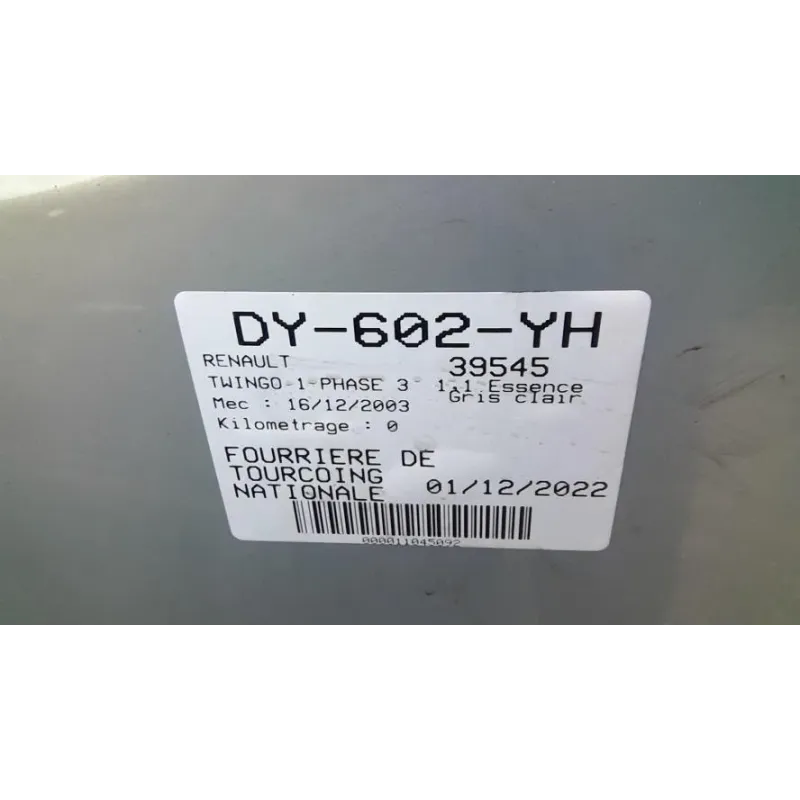 DY-602-YH
RENAULT 39545
TWINGO 1 PHASE 3 1.1 Essence
Mec : 16/12/2003 Gris clair
Kilometrage : 0
FOURRIERE DE
TOURCOING
NATIONALE 01/12/2022
000011045092